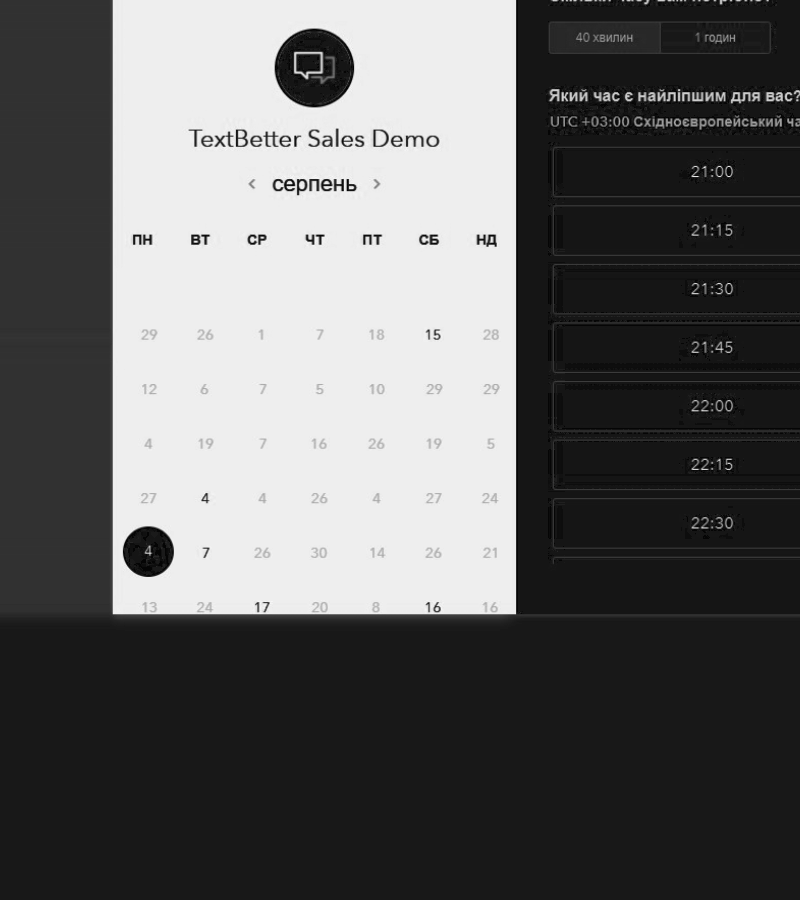 TextBetter Sales Demo
< серпень >
ПН ВТ СР ЧТ ПТ СБ НД
29 26 1 7 18 15 28
12 6 7 5 10 29 29
4 19 7 16 26 19 5
27 4 4 26 4 27 24
4 7 26 30 14 26 21
13 24 17 20 8 16 16
40 хвилин 1 годин
Який час є найліпшим для вас?
UTC +03:00 Східноєвропейський
21:00
21:15
21:30
21:45
22:00
22:15
22:30